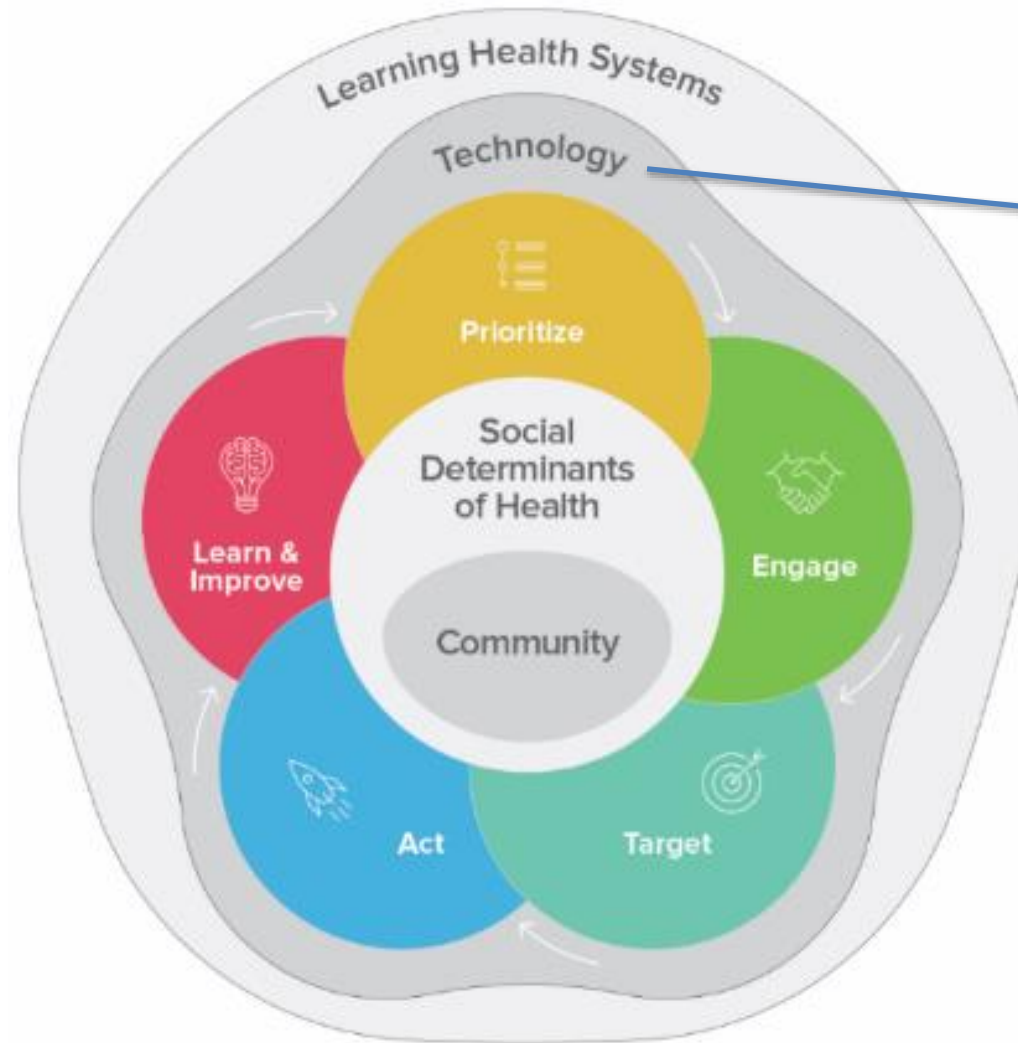 Learning Health Systems
Technology
Prioritize
Social
Determinants
of Health
Learn &
Improve
Engage
Community
Act
Target